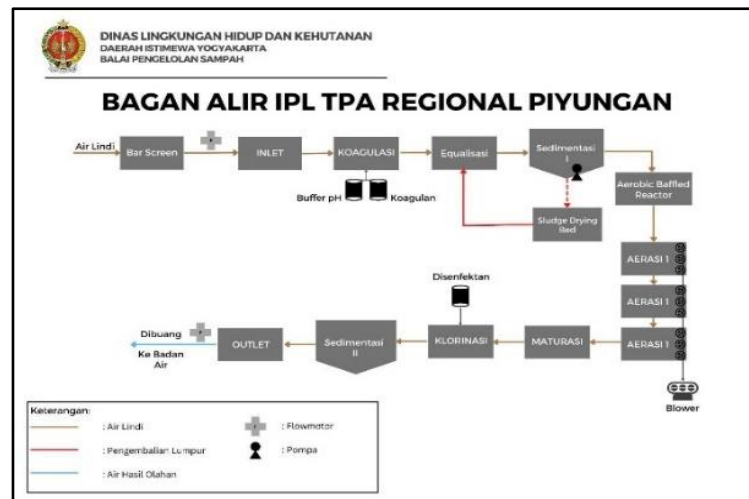 DINAS LINGKUNGAN HIDUP DAN KEHUTANAN
DAERAH ISTIMEWA YOGYAKARTA
BALAI PENGELOLAN SAMPAH
BAGAN ALIR IPL TPA REGIONAL PIYUNGAN
Air Lindi
Bar Screen
INLET
KOAGULASI
Equalisasi
Sedimentasi
I
Buffer pH
Koagulan
Aerobic Baffled
Reactor
Sludge Drying
Bed
AERASI 1
AERASI 1
AERASI 1
Blower
MATURASI
Disenfektan
KLORINASI
Sedimentasi
II
OUTLET
Dibuang
Ke Badan
Air
Keterangan:
: Air Lindi
: Pengembalian Lumpur
: Air Hasil Olahan
: Flowmotor
: Pompa